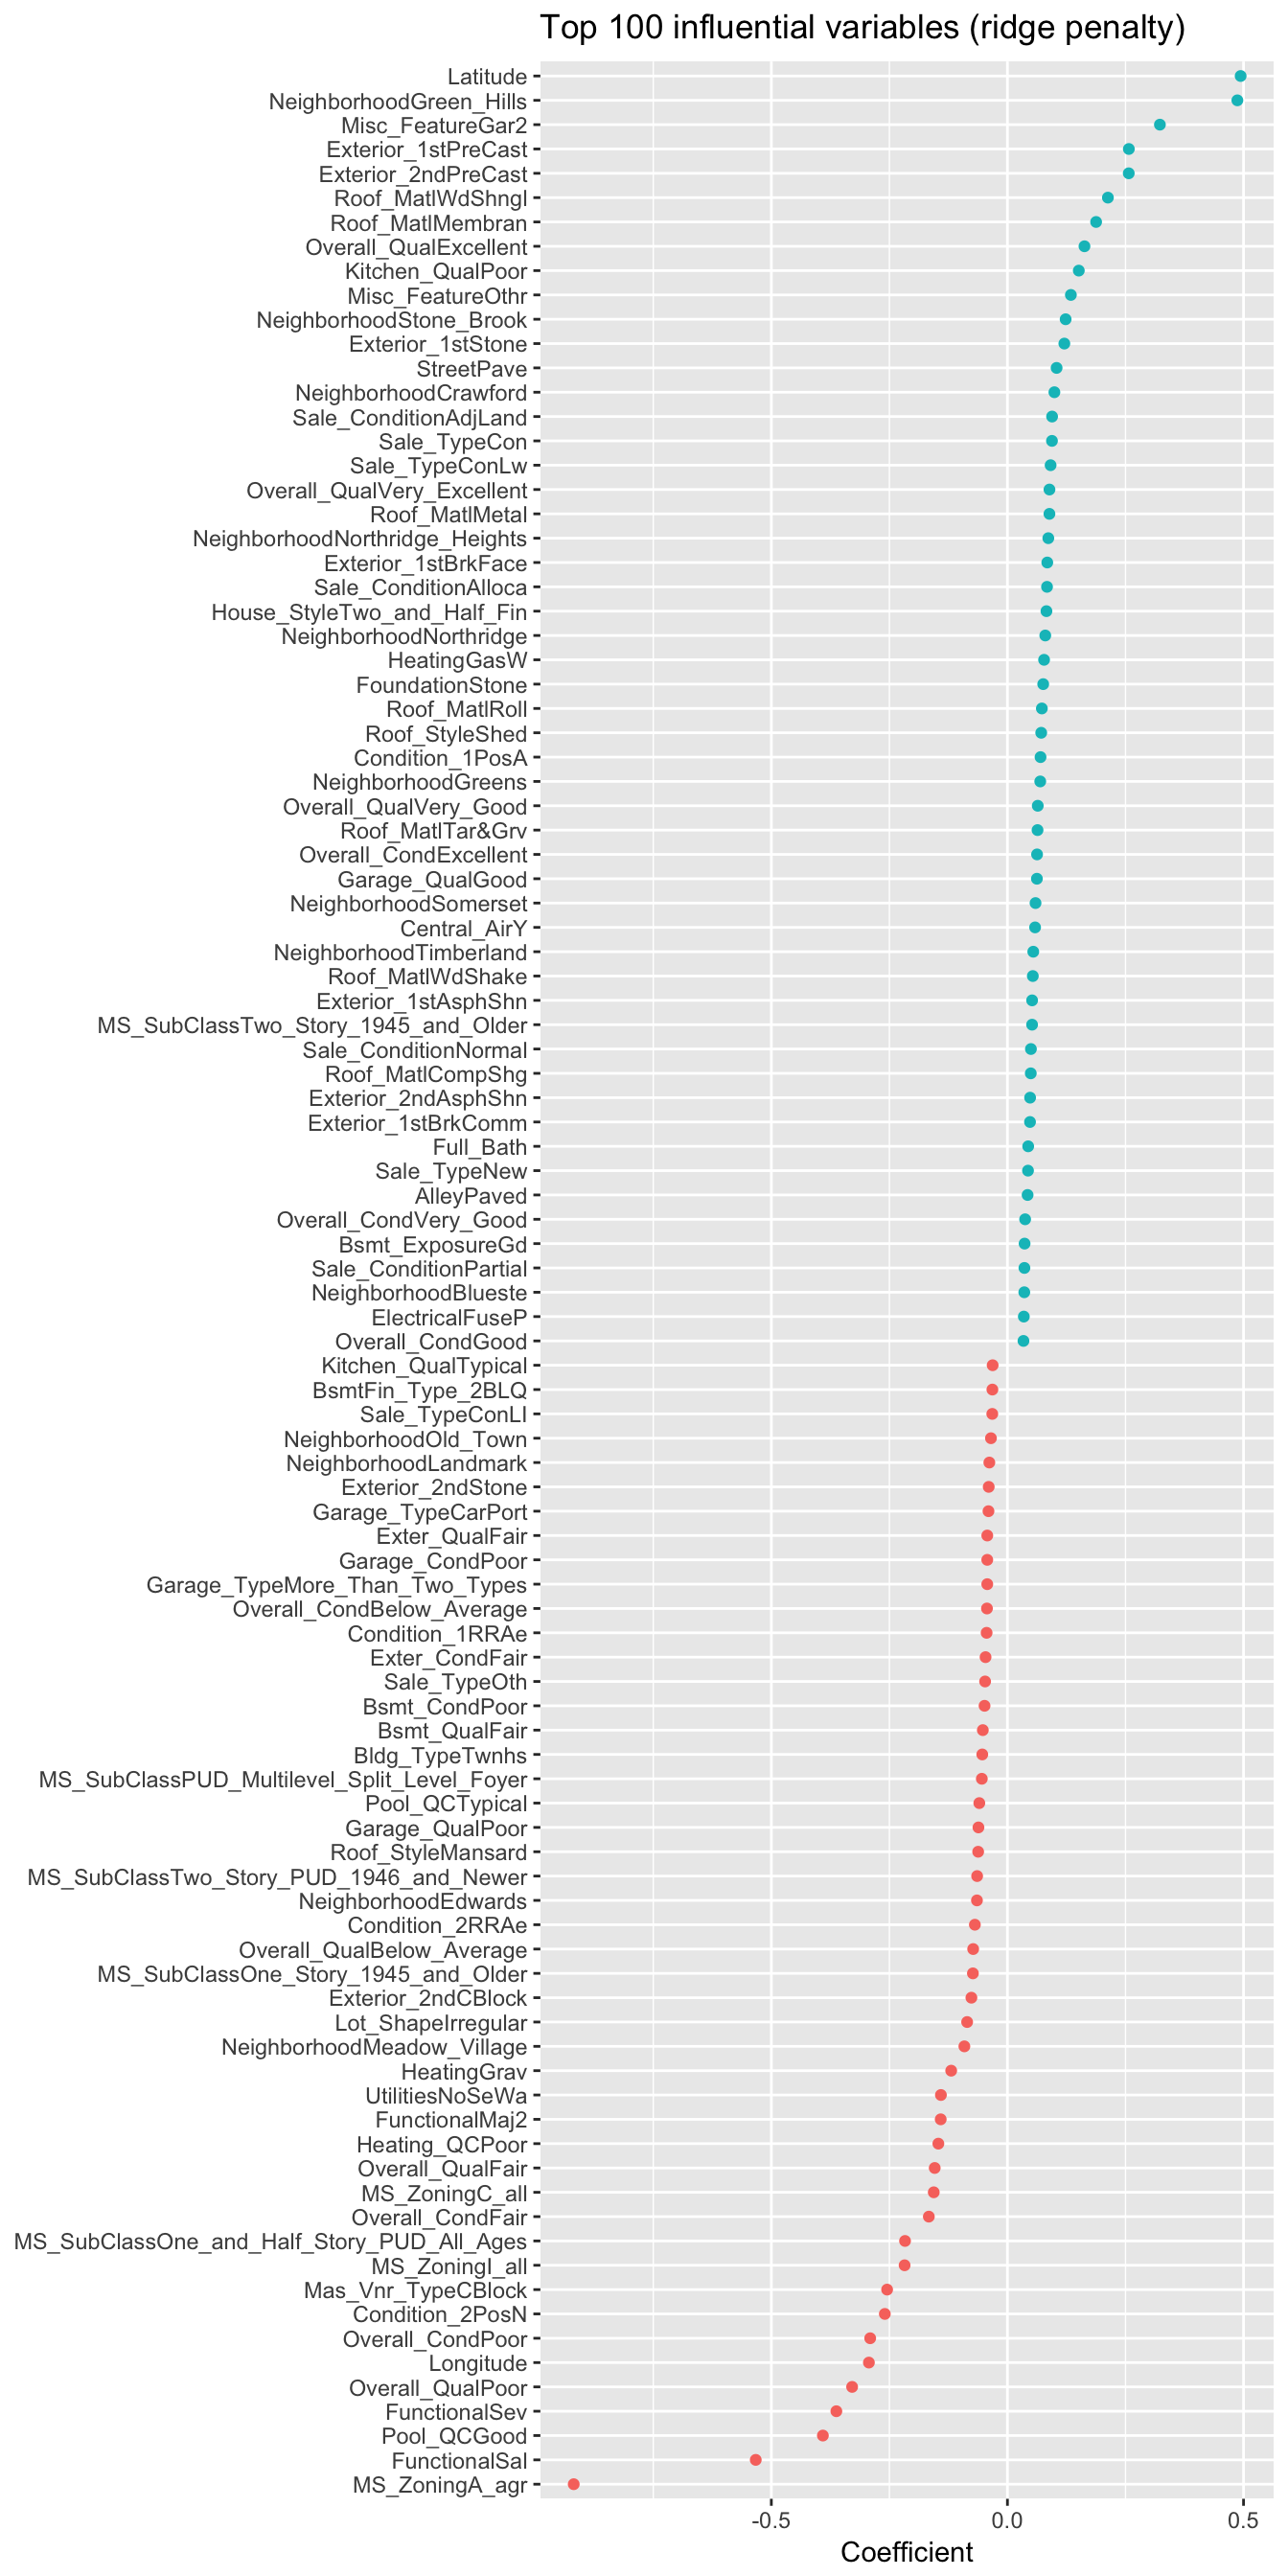 Top 100 influential variables (ridge penalty)
Latitude
NeighborhoodGreen_Hills
Misc_FeatureGar2
Exterior_1stPreCast
Exterior_2ndPreCast
Roof_MatlWdShngl
Roof_MatlMembran
Overall_QualExcellent
Kitchen_QualPoor
Misc_FeatureOthr
NeighborhoodStone_Brook
Exterior_1stStone
StreetPave
NeighborhoodCrawford
Sale_ConditionAdjLand
Sale_TypeCon
Sale_TypeConLw
Overall_QualVery_Excellent
Roof_MatlMetal
NeighborhoodNorthridge_Heights
Exterior_1stBrkFace
Sale_ConditionAlloca
House_StyleTwo_and_Half_Fin
NeighborhoodNorthridge
HeatingGasW
FoundationStone
Roof_MatlRoll
Roof_StyleShed
Condition_1PosA
NeighborhoodGreens
Overall_QualVery_Good
Roof_MatlTar&Grv
Overall_CondExcellent
Garage_QualGood
NeighborhoodSomerset
Central_AirY
NeighborhoodTimberland
Roof_MatlWdShake
Exterior_1stAsphShn
MS_SubClassTwo_Story_1945_and_Older
Sale_ConditionNormal
Roof_MatlCompShg
Exterior_2ndAsphShn
Exterior_1stBrkComm
Full_Bath
Sale_TypeNew
AlleyPaved
Overall_CondVery_Good
Bsmt_ExposureGd
Sale_ConditionPartial
NeighborhoodBlueste
ElectricalFuseP
Overall_CondGood
Kitchen_QualTypical
BsmtFin_Type_2BLQ
Sale_TypeConLI
NeighborhoodOld_Town
NeighborhoodLandmark
Exterior_2ndStone
Garage_TypeCarPort
Exter_QualFair
Garage_CondPoor
Garage_TypeMore_Than_Two_Types
Overall_CondBelow_Average
Condition_1RRAe
Exter_CondFair
Sale_TypeOth
Bsmt_CondPoor
Bsmt_QualFair
Bldg_TypeTwnhs
MS_SubClassPUD_Multilevel_Split_Level_Foyer
Pool_QCTypical
Garage_QualPoor
Roof_StyleMansard
MS_SubClassTwo_Story_PUD_1946_and_Newer
NeighborhoodEdwards
Condition_2RRAe
Overall_QualBelow_Average
MS_SubClassOne_Story_1945_and_Older
Exterior_2ndCBlock
Lot_ShapeIrregular
NeighborhoodMeadow_Village
HeatingGrav
UtilitiesNoSeWa
FunctionalMaj2
Heating_QCPoor
Overall_QualFair
MS_ZoningC_all
Overall_CondFair
MS_SubClassOne_and_Half_Story_PUD_All_Ages
MS_ZoningI_all
Mas_Vnr_TypeCBlock
Condition_2PosN
Overall_CondPoor
Longitude
Overall_QualPoor
FunctionalSev
Pool_QCGood
FunctionalSal
MS_ZoningA_agr
-0.5 0.0 0.5
Coefficient